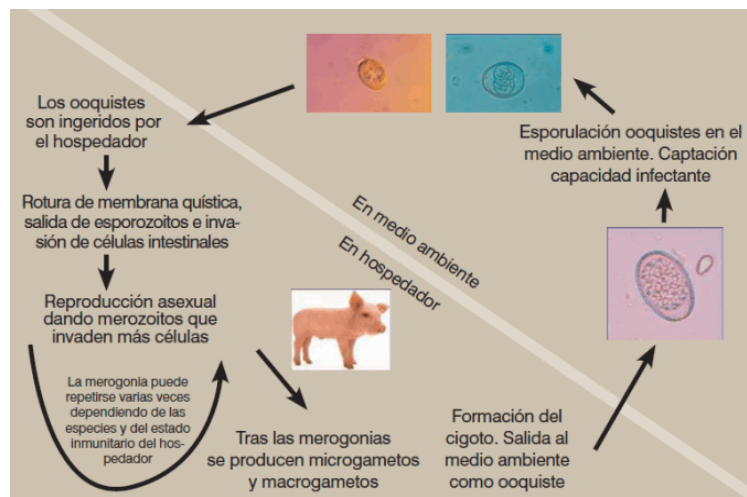 Los ooquistes
son ingeridos por
el hospedador
Rotura de membrana quística,
salida de esporozoitos e inva-
sión de células intestinales
Reproducción asexual
dando merozoitos que
invaden más células
La merogonia puede
repetirse varias veces
dependiendo de las
especies y del estado
inmunitario del hos-
pedador
Tras las merogonias
se producen microgametos
y macrogametos
Formación del
cigoto. Salida al
medio ambiente
como ooquiste
Esporulación ooquistes en el
medio ambiente. Captación
capacidad infectante
En medio ambiente
En hospedador